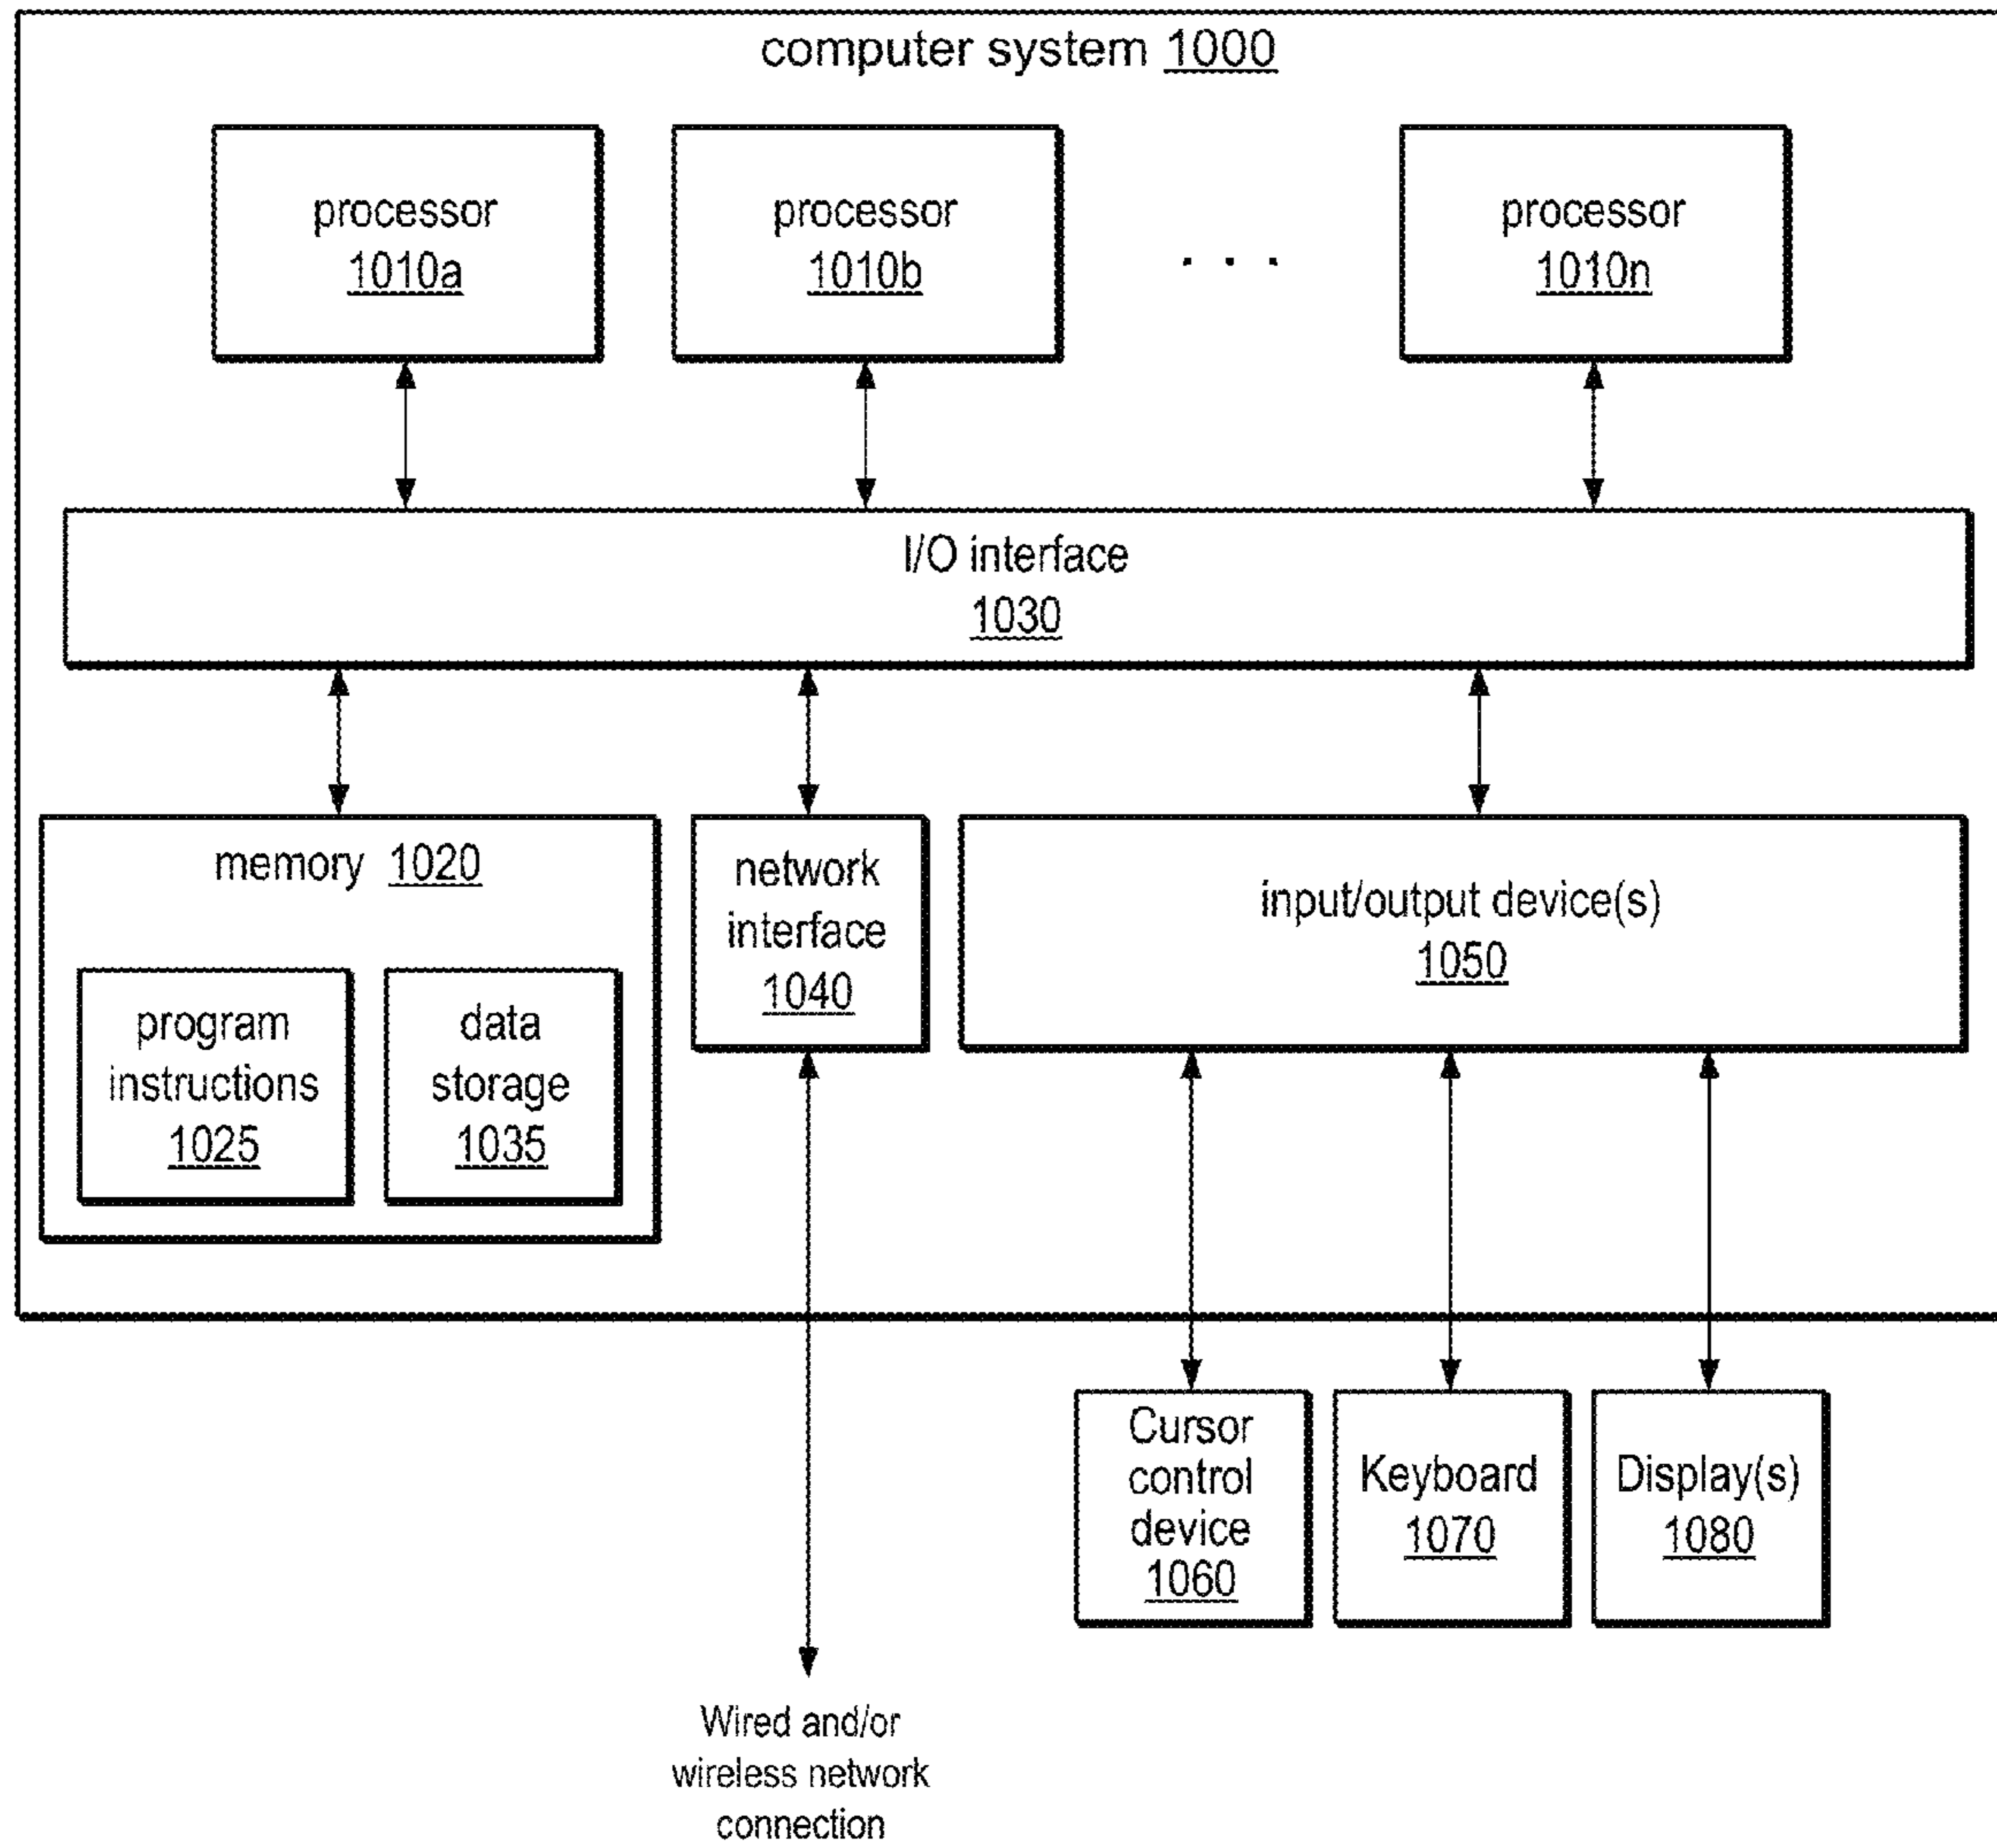 computer system 1000
processor
1010a
processor
1010b
. . .
processor
1010n
I/O interface
1030
memory 1020
program
instructions
1025
data
storage
1035
network
interface
1040
input/output device(s)
1050
Cursor
control
device
1060
Keyboard
1070
Display(s)
1080
Wired and/or
wireless network
connection